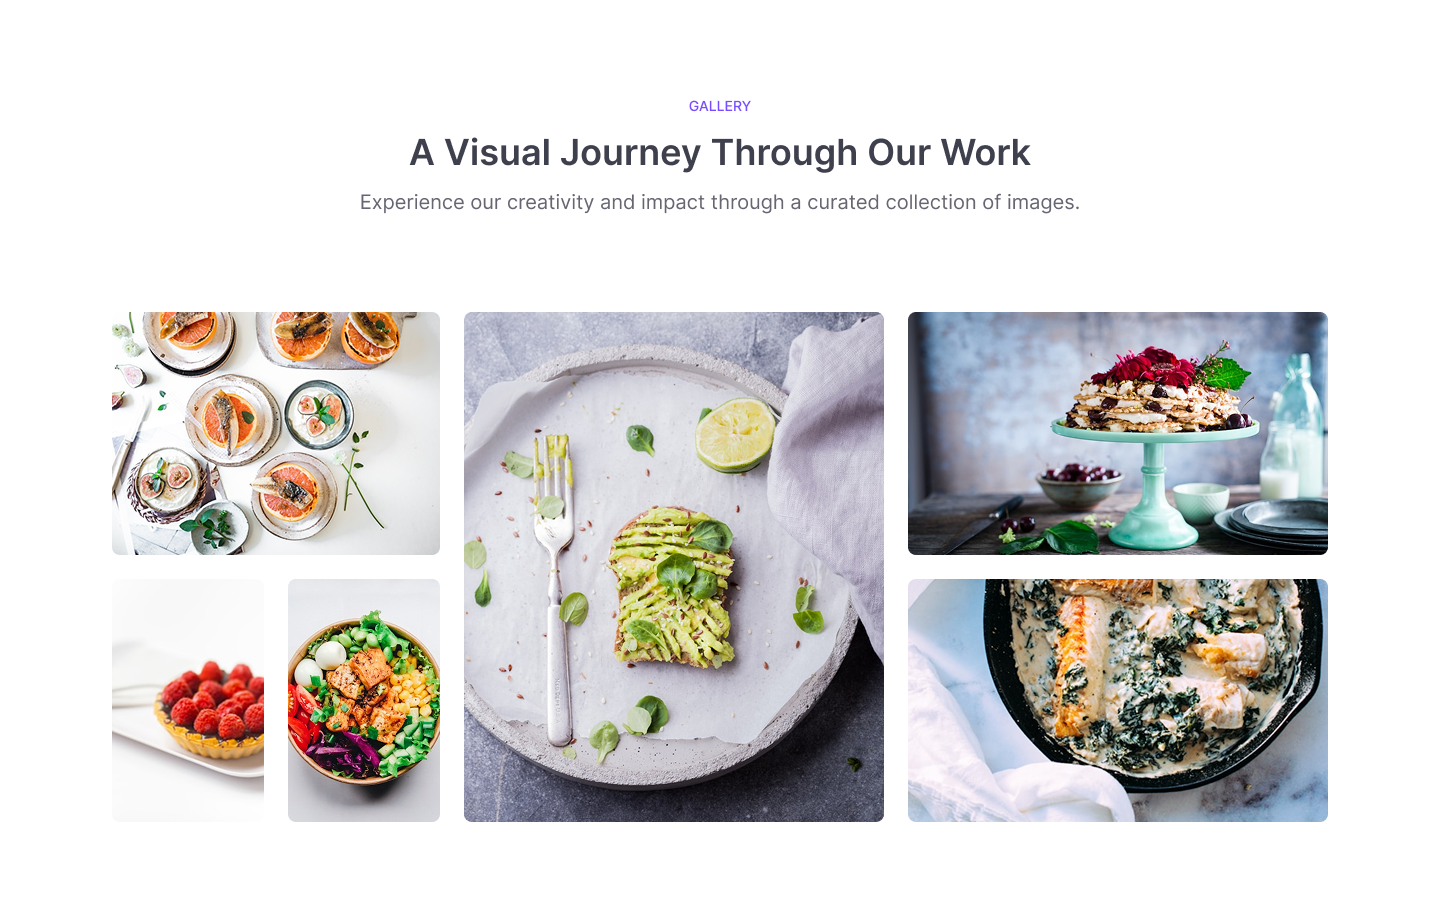 GALLERY
A Visual Journey Through Our Work
Experience our creativity and impact through a curated collection of images.